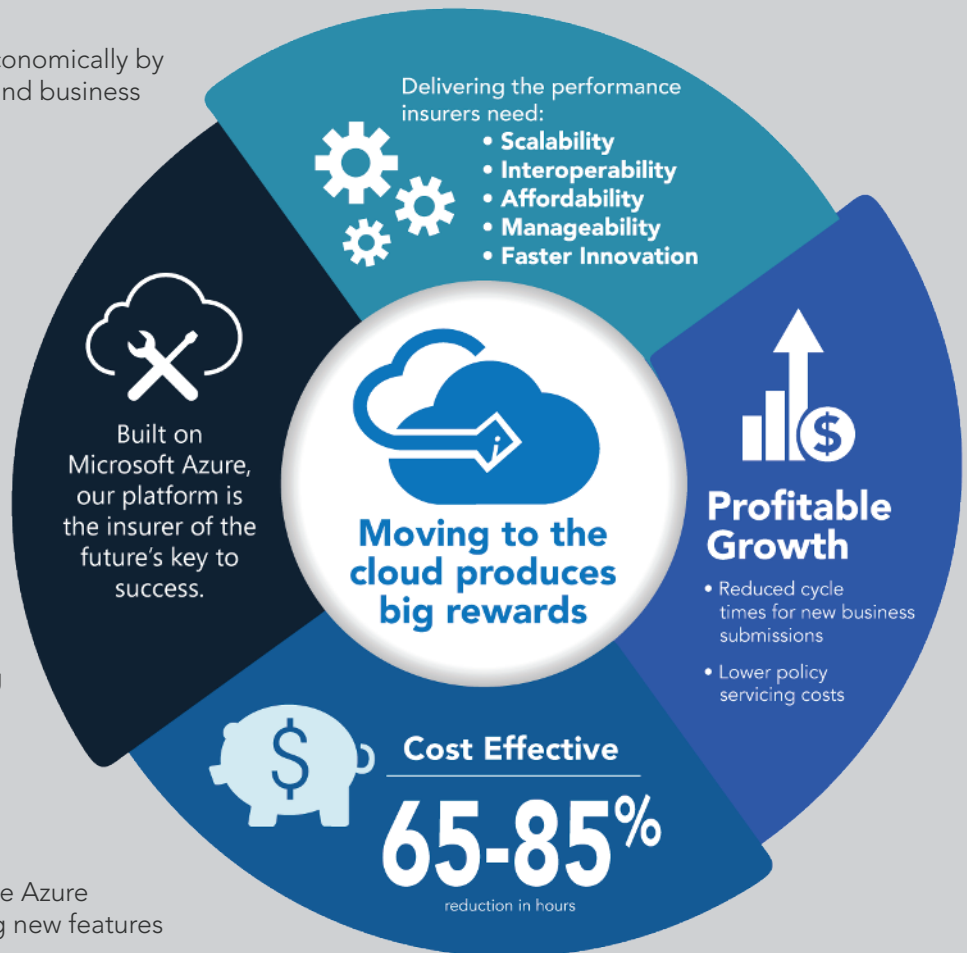 conomically by
nd business
Delivering the performance
insurers need:
• Scalability
• Interoperability
• Affordability
• Manageability
• Faster Innovation
Built on
Microsoft Azure,
our platform is
the insurer of the
future's key to
success.
i
Moving to the
cloud produces
big rewards
$
Profitable
Growth
• Reduced cycle
times for new business
submissions
• Lower policy
servicing costs
g
$
Cost Effective
65-85%
reduction in hours
e Azure
g new features